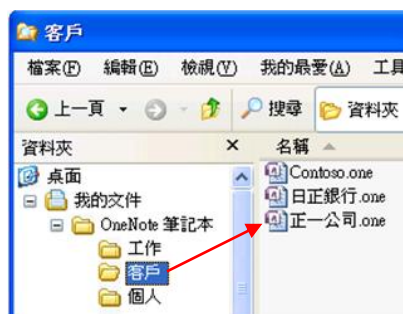 客戶
檔案(F) 編輯(E) 檢視(V) 我的最愛(A) 工具
上一頁 搜尋 資料夾
資料夾 × 名稱
桌面
我的文件
OneNote 筆記本
工作
客戶
個人
Contoso.one
日正銀行.one
正一公司.one